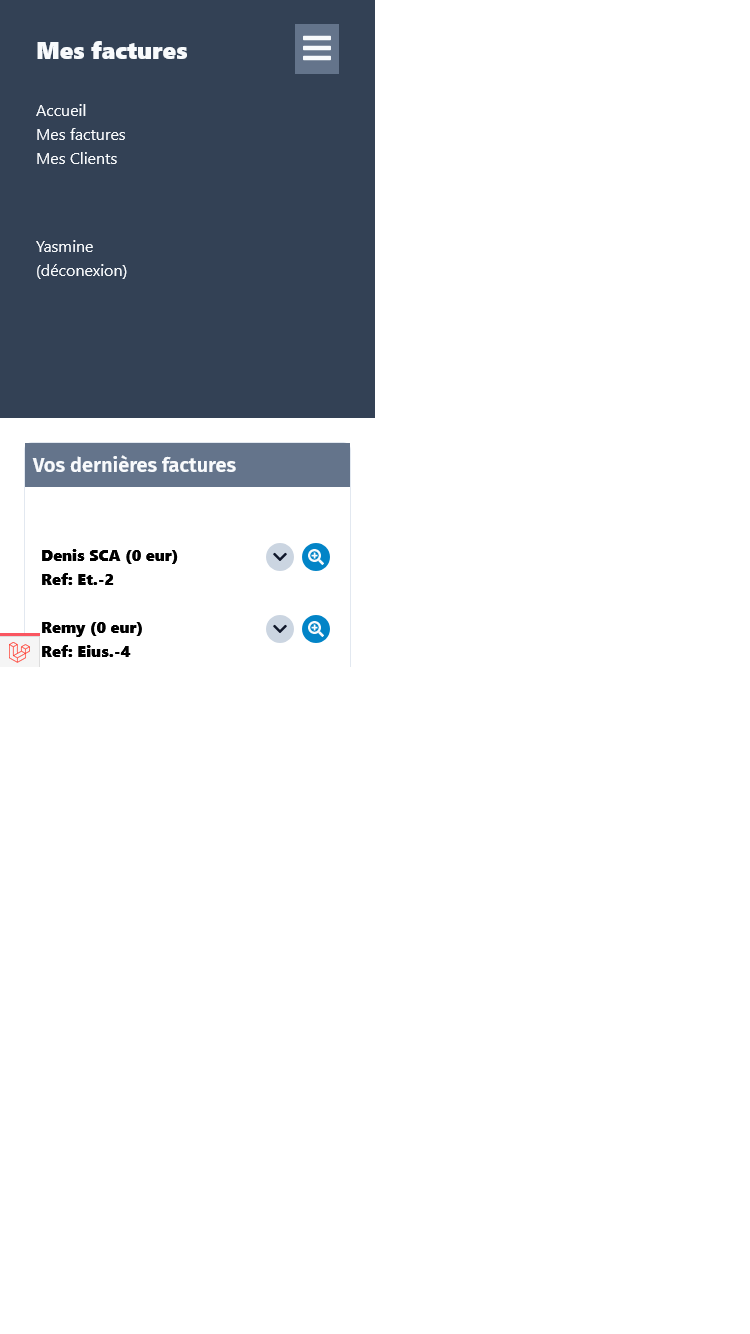 Mes factures
Accueil
Mes factures
Mes Clients
Yasmine
(déconexion)
Vos dernières factures
Denis SCA (0 eur)
Ref: Et.-2
Remy (0 eur)
Ref: Eius.-4